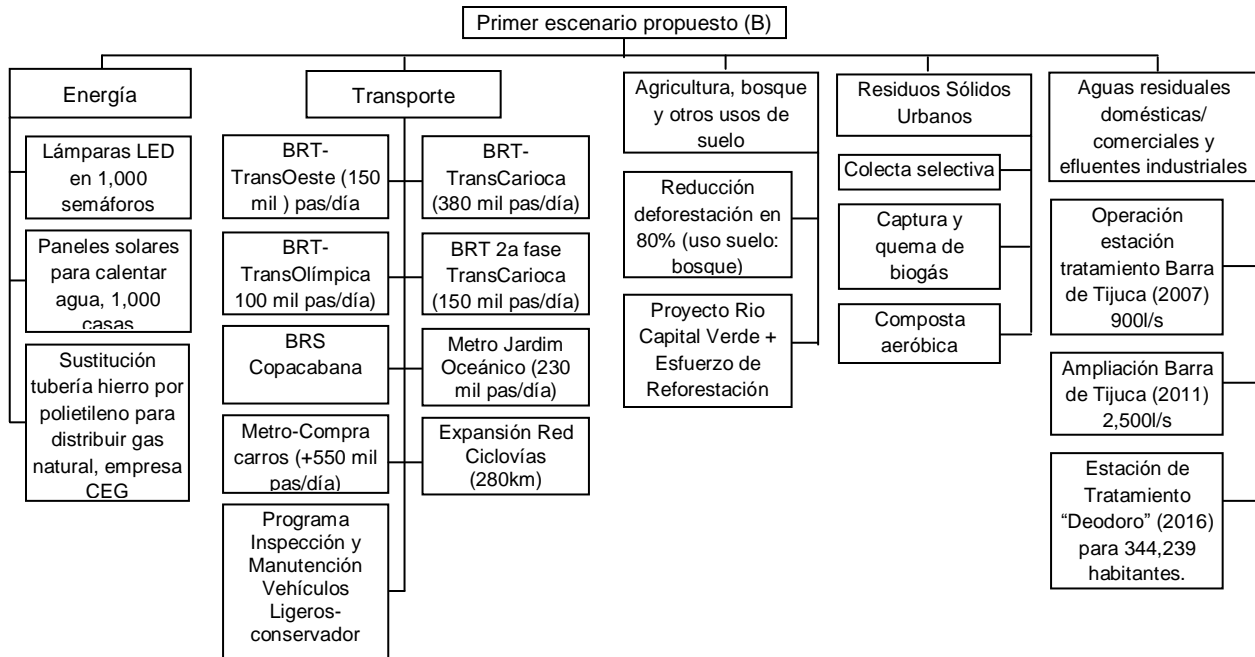 Primer escenario propuesto (B)
Energía
Lámparas LED
en 1,000
semáforos
Paneles solares
para calentar
agua, 1,000
casas
Sustitución
tubería hierro por
polietileno para
distribuir gas
natural, empresa
CEG
Transporte
BRT-
TransOeste (150
mil ) pas/día
BRT-
TransCarioca
(380 mil pas/día)
BRT-
TransOlímpica
100 mil pas/día)
BRT 2a fase
TransCarioca
(150 mil pas/día)
BRS
Copacabana
Metro Jardim
Oceánico (230
mil pas/día)
Metro-Compra
carros (+550 mil
pas/día)
Expansión Red
Ciclovías
(280km)
Programa
Inspección y
Manutención
Vehículos
Ligeros-
conservador
Agricultura, bosque
y otros usos de
suelo
Reducción
deforestación en
80% (uso suelo:
bosque)
Proyecto Rio
Capital Verde +
Esfuerzo de
Reforestación
Residuos Sólidos
Urbanos
Colecta selectiva
Captura y
quema de
biogás
Composta
aeróbica
Aguas residuales
domésticas/
comerciales y
efluentes industriales
Operación
estación
tratamiento Barra
de Tijuca (2007)
900l/s
Ampliación Barra
de Tijuca (2011)
2,500l/s
Estación de
Tratamiento
“Deodoro” (2016)
para 344,239
habitantes.